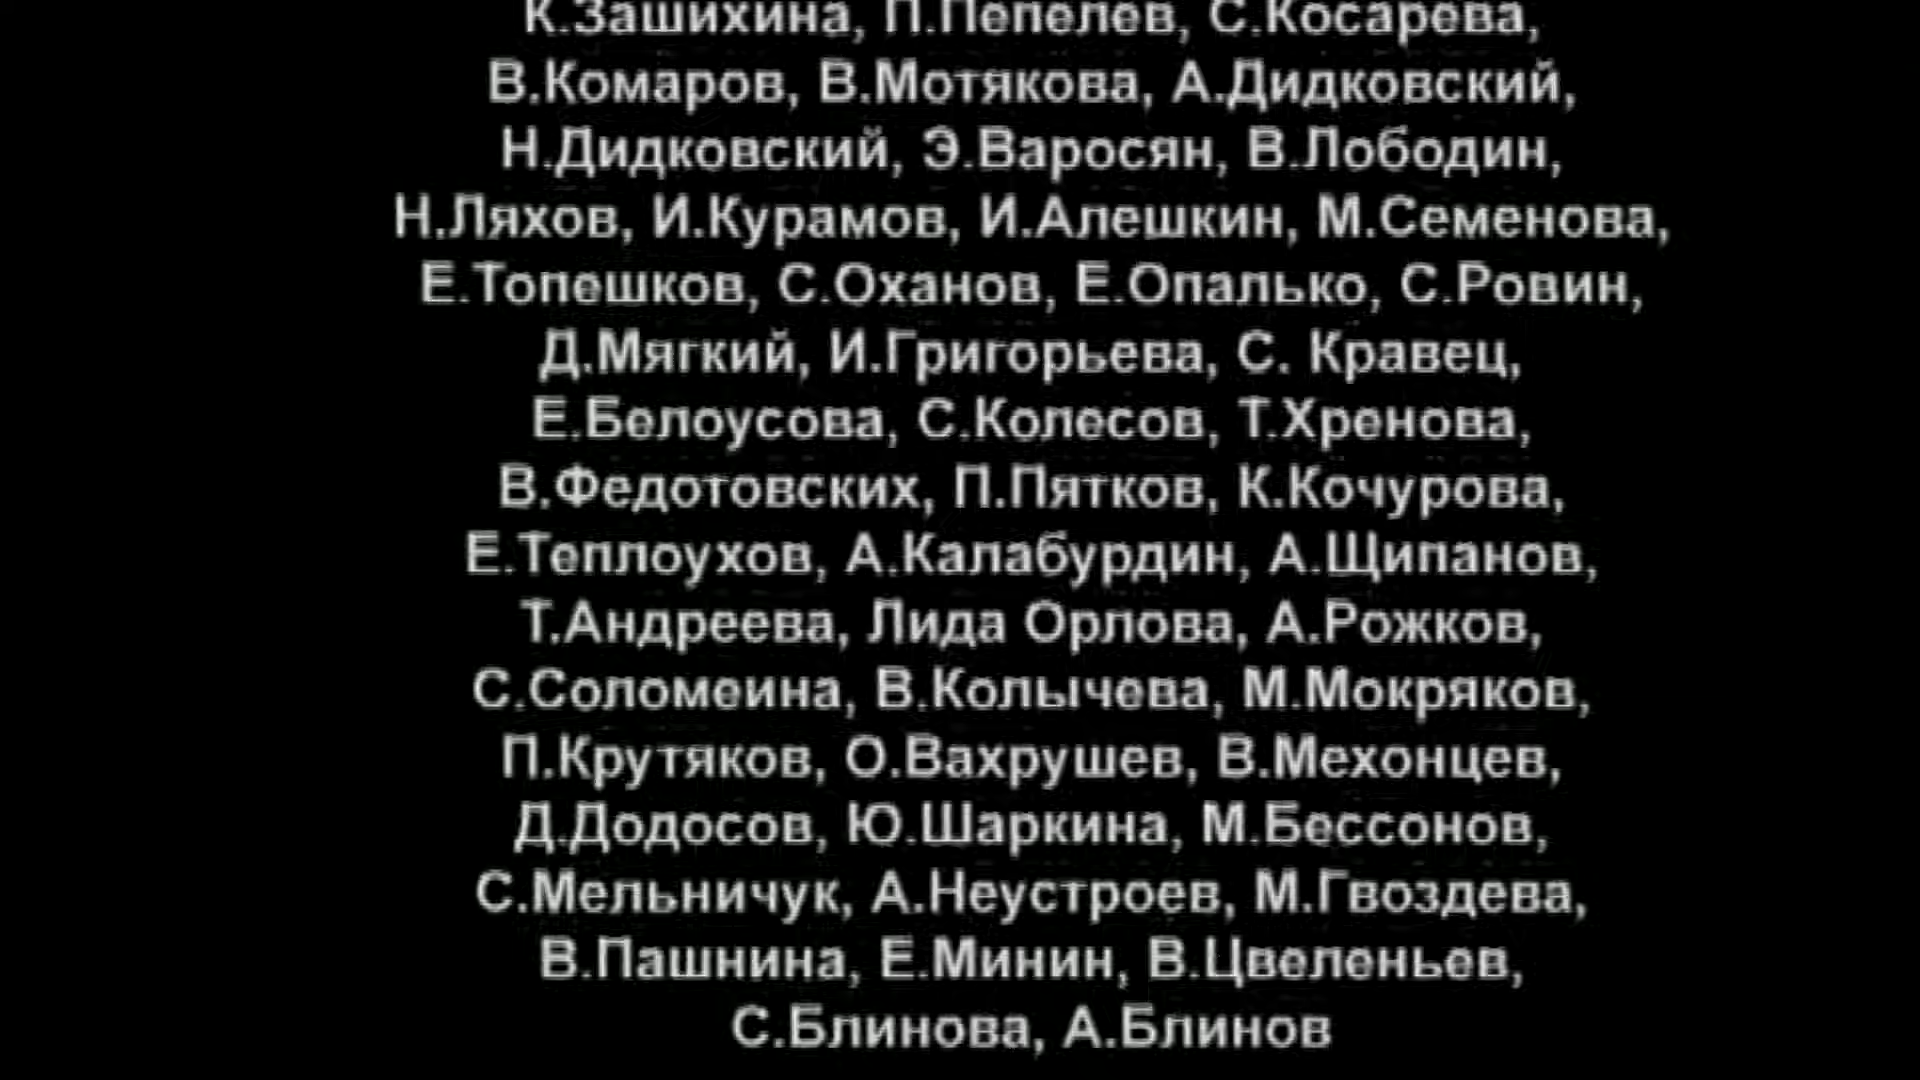 К.Зашихина, П.Пепелев, С.Косарева,
В.Комаров, В.Мотякова, А.Дидковский,
Н.Дидковский, Э.Варосян, В.Лободин,
Н.Ляхов, И.Курамов, И.Алешкин, М.Семенова,
Е.Топешков, С.Оханов, Е.Опалько, С.Ровин,
Д.Мягкий, И.Григорьева, С. Кравец,
Е.Белоусова, С.Колесов, Т.Хренова,
В.Федотовских, П.Пятков, К.Кочурова,
Е.Теплоухов, А.Калабурдин, А.Щипанов,
Т.Андреева, Лида Орлова, А.Рожков,
С.Соломеина, В.Колычева, М.Мокряков,
П.Крутяков, О.Вахрушев, В.Мехонцев,
Д.Додосов, Ю.Шаркина, М.Бессонов,
С.Мельничук, А.Неустроев, М.Гвоздева,
В.Пашнина, Е.Минин, В.Цвеленьев,
С.Блинова, А.Блинов